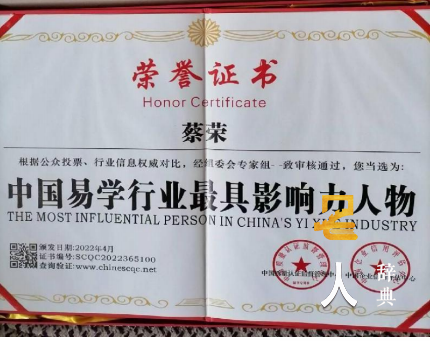 荣誉证书
Honor Certificate
蔡荣
根据公众投票、行业信息权威对比，经组委会专家组一致审核通过，您当选为：
中国易学行业最具影响力人物
THE MOST INFLUENTIAL PERSON IN CHINA'S YI XUE INDUSTRY
颁发日期:2022年4月
证书编号:SCQC2022365100
查询验证:www.chinescqc.net
名人
辞典